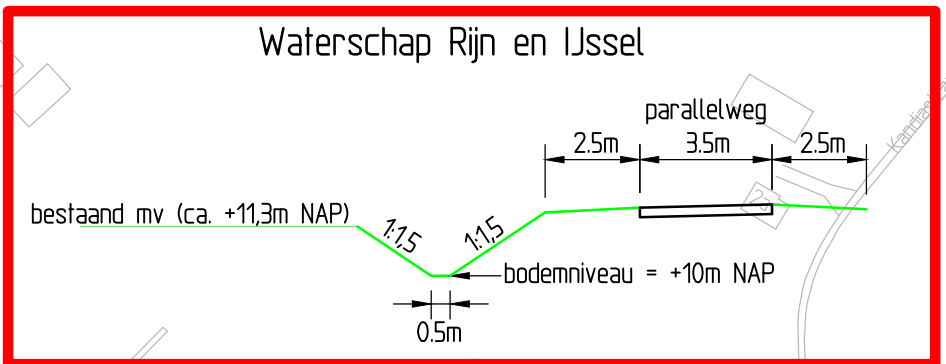 Waterschap Rijn en IJssel
parallelweg
2.5m 3.5m 2.5m
bestaand mv (ca. +11,3m NAP)
1:1,5 1:1,5
bodemniveau = +10m NAP
0.5m